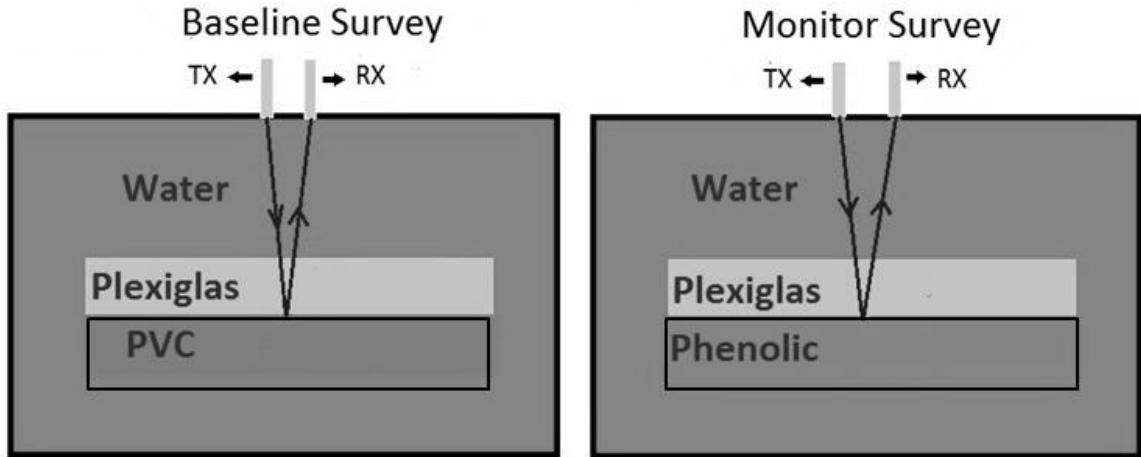 Baseline Survey
TX RX
Water
Plexiglas
PVC
Monitor Survey
TX RX
Water
Plexiglas
Phenolic